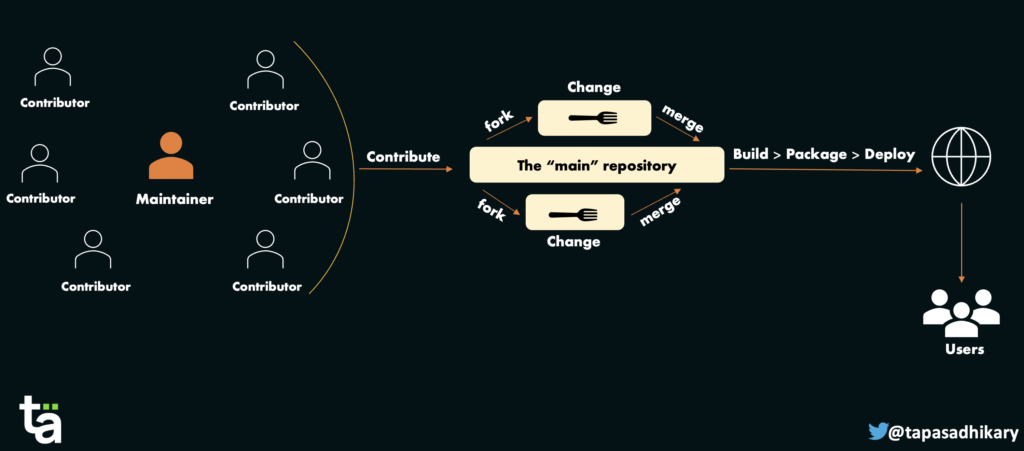 Contributor
Contributor
Contributor
Maintainer
Contributor
Contributor
Contributor
Contribute
fork
Change
merge
The “main” repository
fork
Change
merge
Build > Package > Deploy
Users
tä
@tapasadhikary